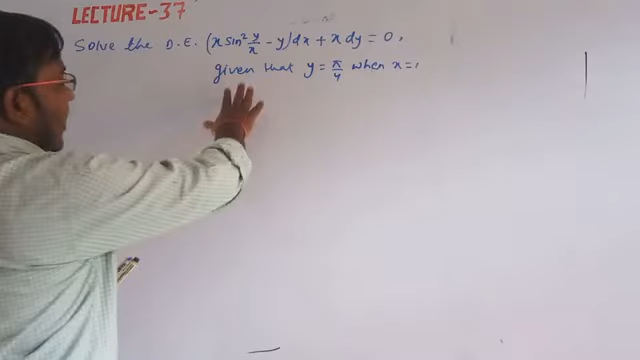 LECTURE-37
Solve the D.E. (x sin² y/x - y)dx + x dy = 0,
given that y = π/4 when x = 1